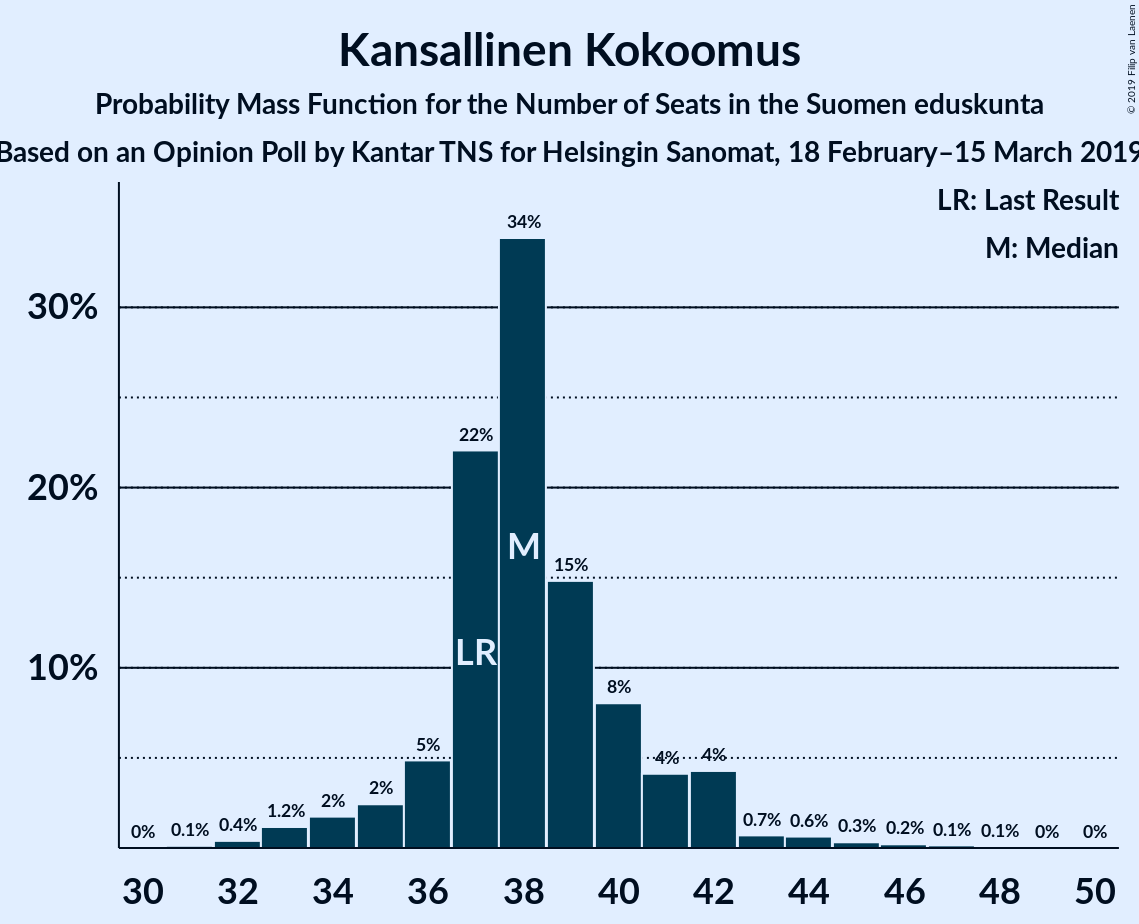 Kansallinen Kokoomus
Probability Mass Function for the Number of Seats in the Suomen eduskunta
Based on an Opinion Poll by Kantar TNS for Helsingin Sanomat, 18 February–15 March 2019
© 2019 Filip van Laenen
LR: Last Result
M: Median
30%
20%
10%
0% 0.1% 0.4% 1.2% 2% 2% 5% 22% 34% 15% 8% 4% 4% 0.7% 0.6% 0.3% 0.2% 0.1% 0.1% 0% 0%
LR
M
30 32 34 36 38 40 42 44 46 48 50